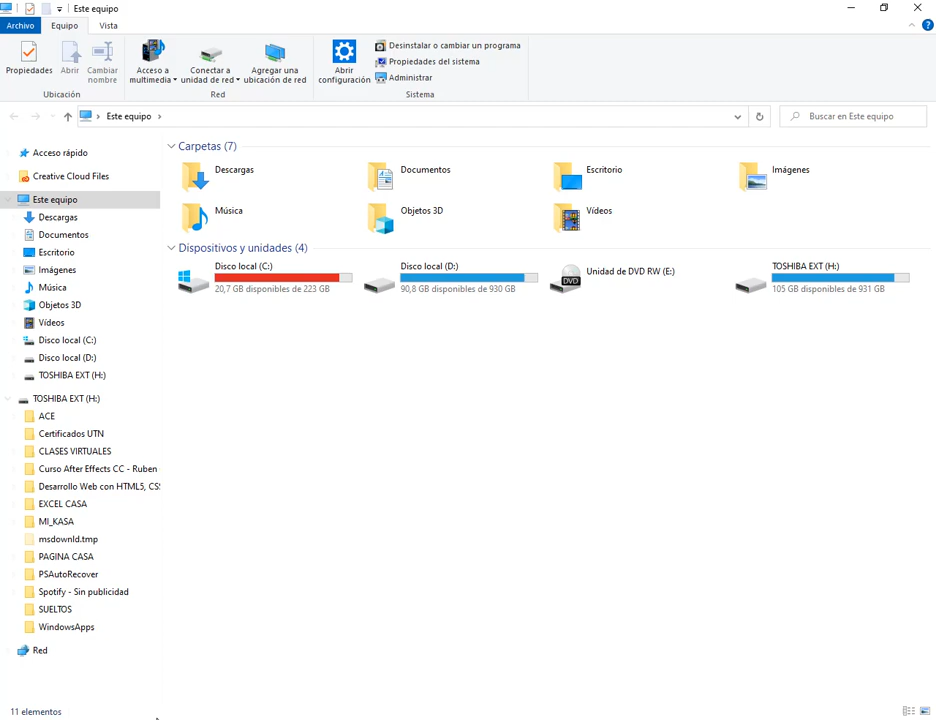 Este equipo
Archivo Equipo Vista
Propiedades Abrir Cambiar nombre
Acceso a multimedia Conectar a unidad de red Agregar una ubicación de red
Abrir configuración
Desinstalar o cambiar un programa
Propiedades del sistema
Administrar
Ubicación Red Sistema
Este equipo
Buscar en Este equipo
Acceso rápido
Creative Cloud Files
Este equipo
Descargas
Documentos
Escritorio
Imágenes
Música
Objetos 3D
Vídeos
Disco local (C:)
Disco local (D:)
TOSHIBA EXT (H:)
TOSHIBA EXT (H:)
ACE
Certificados UTN
CLASES VIRTUALES
Curso After Effects CC - Ruben
Desarrollo Web con HTML5, CSS
EXCEL CASA
MI_KASA
msdownld.tmp
PAGINA CASA
PSAutoRecover
Spotify - Sin publicidad
SUELTOS
WindowsApps
Red
Carpetas (7)
Descargas Documentos Escritorio Imágenes
Música Objetos 3D Vídeos
Dispositivos y unidades (4)
Disco local (C:)
20,7 GB disponibles de 223 GB
Disco local (D:)
90,8 GB disponibles de 930 GB
Unidad de DVD RW (E:)
DVD
TOSHIBA EXT (H:)
105 GB disponibles de 931 GB
11 elementos